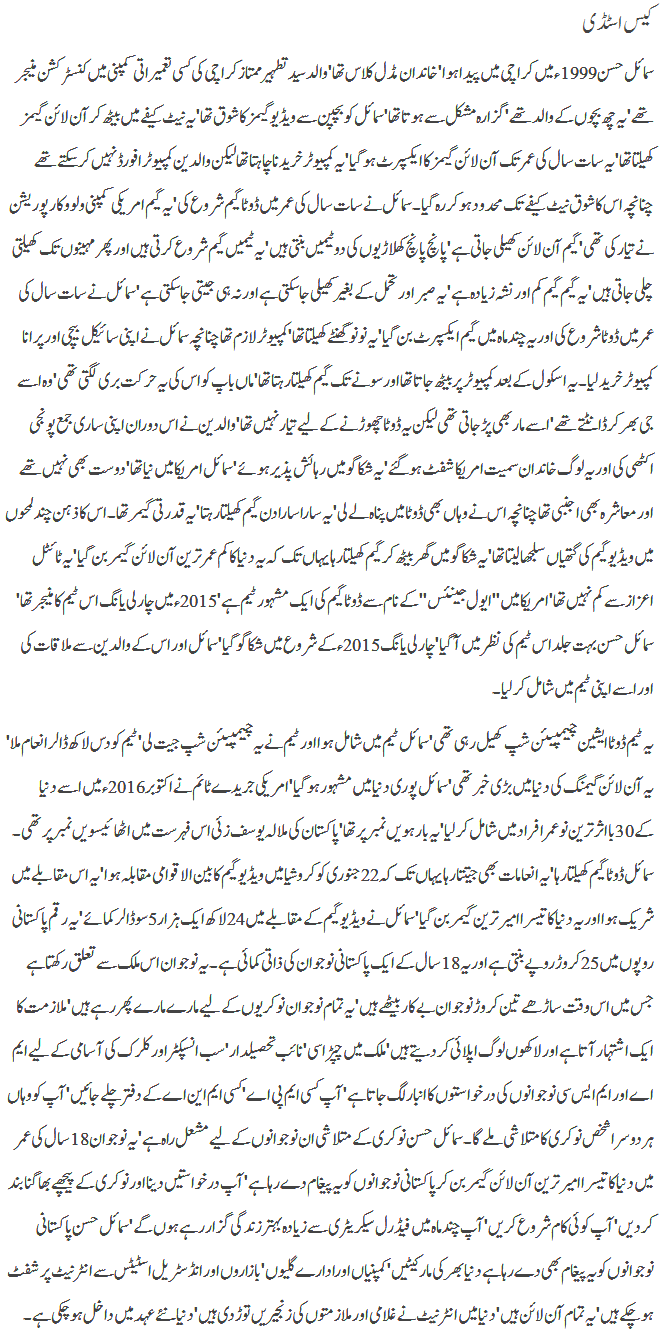 کیس اسٹڈی
سمائل حسن 1999ء میں کراچی میں پیدا ہوا' خاندان مڈل کلاس تھا' والد سید تطہیر ممتاز کراچی کی کسی تعمیراتی کمپنی میں کنسٹرکشن منیجر
تھے' یہ چھ بچوں کے والد تھے' گزارہ مشکل سے ہوتا تھا' سمائل کو بچپن سے ویڈیو گیمز کا شوق تھا' یہ نیٹ کیفے میں بیٹھ کر آن لائن گیمز
کھیلتا تھا' یہ سات سال کی عمر تک آن لائن گیمز کا ایکسپرٹ ہو گیا' یہ کمپیوٹر خریدنا چاہتا تھا لیکن والدین کمپیوٹر افورڈ نہیں کر سکتے تھے
چنانچہ اس کا شوق نیٹ کیفے تک محدود ہو کر رہ گیا۔ سمائل نے سات سال کی عمر میں ڈوٹا گیم شروع کی' یہ گیم امریکی کمپنی ولوو کارپوریشن
نے تیار کی تھی' گیم آن لائن کھیلی جاتی ہے' پانچ پانچ کھلاڑیوں کی دو ٹیمیں بنتی ہیں' یہ ٹیمیں گیم شروع کرتی ہیں اور پھر مہینوں تک کھیلتی
چلی جاتی ہیں' یہ گیم گیم کم اور نشہ زیادہ ہے' یہ صبر اور تحمل کے بغیر کھیلی جا سکتی ہے اور نہ ہی جیتی جا سکتی ہے' سمائل نے سات سال کی
عمر میں ڈوٹا شروع کی اور یہ چند ماہ میں گیم ایکسپرٹ بن گیا' یہ نو نو گھنٹے کھیلتا تھا' کمپیوٹر لازم تھا چنانچہ سمائل نے اپنی سائیکل بیچی اور پرانا
کمپیوٹر خرید لیا۔ یہ اسکول کے بعد کمپیوٹر پر بیٹھ جاتا تھا اور سونے تک گیم کھیلتا رہتا تھا' ماں باپ کو اس کی یہ حرکت بری لگتی تھی' وہ اسے
جی بھر کر ڈانٹتے تھے' اسے مار بھی پڑ جاتی تھی لیکن یہ ڈوٹا چھوڑنے کے لیے تیار نہیں تھا' والدین نے اس دوران اپنی ساری جمع پونجی
اکٹھی کی اور یہ لوگ خاندان سمیت امریکا شفٹ ہو گئے' یہ شکاگو میں رہائش پذیر ہوئے' سمائل امریکا میں نیا تھا' دوست بھی نہیں تھے
اور معاشرہ بھی اجنبی تھا چنانچہ اس نے وہاں بھی ڈوٹا میں پناہ لے لی' یہ سارا سارا دن گیم کھیلتا رہتا' یہ قدرتی گیمر تھا۔ اس کا ذہن چند لمحوں
میں ویڈیو گیم کی گتھیاں سلجھا لیتا تھا' یہ شکاگو میں گھر بیٹھ کر گیم کھیلتا رہا یہاں تک کہ یہ دنیا کا کم عمر ترین آن لائن گیمر بن گیا' یہ ٹائٹل
اعزاز سے کم نہیں تھا' امریکا میں ''ایول جینئس'' کے نام سے ڈوٹا گیم کی ایک مشہور ٹیم ہے' 2015ء میں چارلی یانگ اس ٹیم کا منیجر تھا'
سمائل حسن بہت جلد اس ٹیم کی نظر میں آ گیا' چارلی یانگ 2015ء کے شروع میں شکاگو گیا' سمائل اور اس کے والدین سے ملاقات کی
اور اسے اپنی ٹیم میں شامل کر لیا۔
یہ ٹیم ڈوٹا ایشین چیمپیئن شپ کھیل رہی تھی' سمائل ٹیم میں شامل ہوا اور ٹیم نے یہ چیمپیئن شپ جیت لی' ٹیم کو دس لاکھ ڈالر انعام ملا'
یہ آن لائن گیمنگ کی دنیا میں بڑی خبر تھی' سمائل پوری دنیا میں مشہور ہو گیا' امریکی جریدے ٹائم نے اکتوبر 2016ء میں اسے دنیا
کے 30 بااثر ترین نو عمر افراد میں شامل کر لیا' یہ بارہویں نمبر پر تھا' پاکستان کی ملالہ یوسف زئی اس فہرست میں اٹھائیسویں نمبر پر تھی۔
سمائل ڈوٹا گیم کھیلتا رہا' یہ انعامات بھی جیتتا رہا یہاں تک کہ 22 جنوری کو کروشیا میں ویڈیو گیم کا بین الاقوامی مقابلہ ہوا' یہ اس مقابلے میں
شریک ہوا اور یہ دنیا کا تیسرا امیر ترین گیمر بن گیا' سمائل نے ویڈیو گیم کے مقابلے میں 24 لاکھ ایک ہزار 5 سو ڈالر کمائے' یہ رقم پاکستانی
روپوں میں 25 کروڑ روپے بنتی ہے اور یہ 18 سال کے ایک پاکستانی نوجوان کی ذاتی کمائی ہے۔ یہ نوجوان اس ملک سے تعلق رکھتا ہے
جس میں اس وقت ساڑھے تین کروڑ نوجوان بے کار بیٹھے ہیں' یہ تمام نوجوان نوکریوں کے لیے مارے مارے پھر رہے ہیں' ملازمت کا
ایک اشتہار آتا ہے اور لاکھوں لوگ اپلائی کر دیتے ہیں' ملک میں چپڑاسی' نائب تحصیلدار' سب انسپکٹر اور کلرک کی آسامی کے لیے ایم
اے اور ایم ایس سی نوجوانوں کی درخواستوں کا انبار لگ جاتا ہے' آپ کسی ایم پی اے' کسی ایم این اے کے دفتر چلے جائیں' آپ کو وہاں
ہر دوسرا شخص نوکری کا متلاشی ملے گا۔ سمائل حسن نوکری کے متلاشی ان نوجوانوں کے لیے مشعل راہ ہے' یہ نوجوان 18 سال کی عمر
میں دنیا کا تیسرا امیر ترین آن لائن گیمر بن کر پاکستانی نوجوانوں کو یہ پیغام دے رہا ہے' آپ درخواستیں دینا اور نوکری کے پیچھے بھاگنا بند
کر دیں' آپ کوئی کام شروع کریں' آپ چند ماہ میں فیڈرل سیکریٹری سے زیادہ بہتر زندگی گزار رہے ہوں گے' سمائل حسن پاکستانی
نوجوانوں کو یہ پیغام بھی دے رہا ہے دنیا بھر کی مارکیٹیں' کمپنیاں اور ادارے گلیوں' بازاروں اور انڈسٹریل اسٹیٹس سے انٹرنیٹ پر شفٹ
ہو چکے ہیں' یہ تمام آن لائن ہیں' دنیا میں انٹرنیٹ نے غلامی اور ملازمتوں کی زنجیریں توڑ دی ہیں' دنیا نئے عہد میں داخل ہو چکی ہے۔